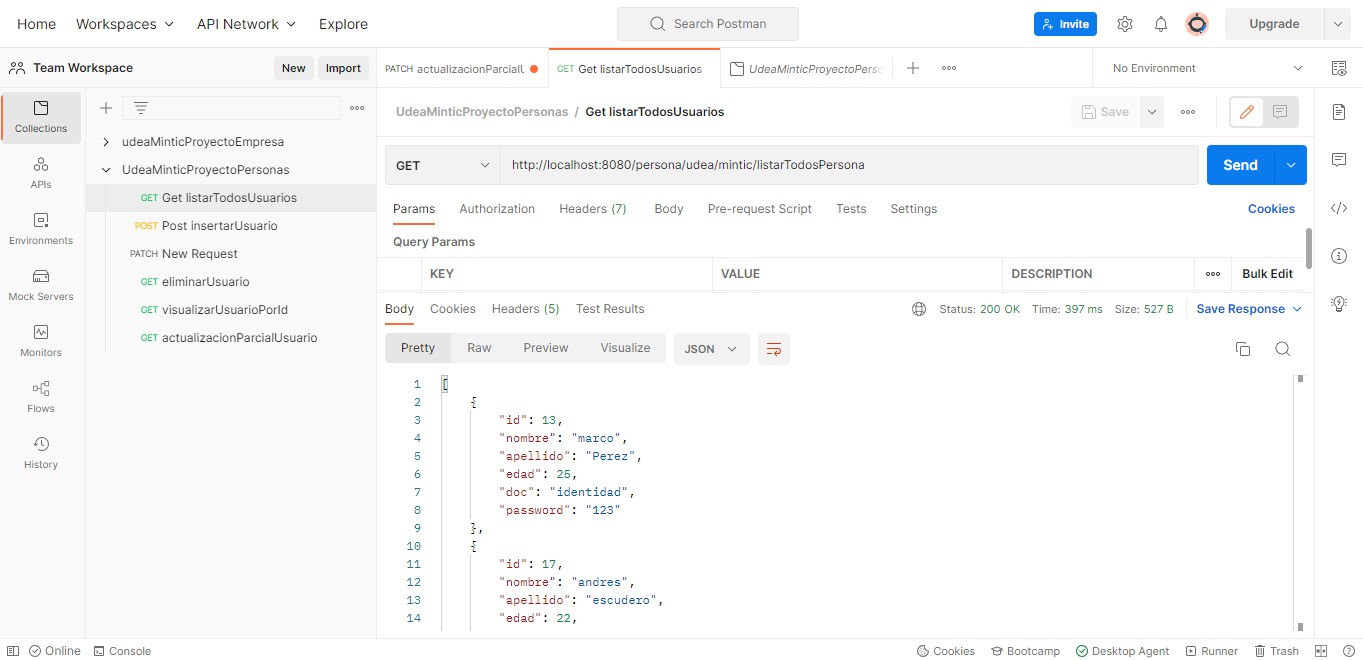 Home Workspaces API Network Explore Search Postman Invite Upgrade
Team Workspace New Import
PATCH actualizacionParcialU GET Get listarTodosUsuarios UdeaMinticProyectoPerso No Environment
Collections
APIs
Environments
Mock Servers
Monitors
Flows
History
udeaMinticProyectoEmpresa
UdeaMinticProyectoPersonas
GET Get listarTodosUsuarios
POST Post insertarUsuario
PATCH New Request
GET eliminarUsuario
GET visualizarUsuarioPorId
GET actualizacionParcialUsuario
UdeaMinticProyectoPersonas / Get listarTodosUsuarios Save
GET http://localhost:8080/persona/udea/mintic/listarTodosPersona Send
Params Authorization Headers (7) Body Pre-request Script Tests Settings Cookies
Query Params
KEY VALUE DESCRIPTION Bulk Edit
Body Cookies Headers (5) Test Results Status: 200 OK Time: 397 ms Size: 527 B Save Response
Pretty Raw Preview Visualize JSON
1 [
2 {
3 "id": 13,
4 "nombre": "marco",
5 "apellido": "Perez",
6 "edad": 25,
7 "doc": "identidad",
8 "password": "123"
9 },
10 {
11 "id": 17,
12 "nombre": "andres",
13 "apellido": "escudero",
14 "edad": 22,
Online Console Cookies Bootcamp Desktop Agent Runner Trash